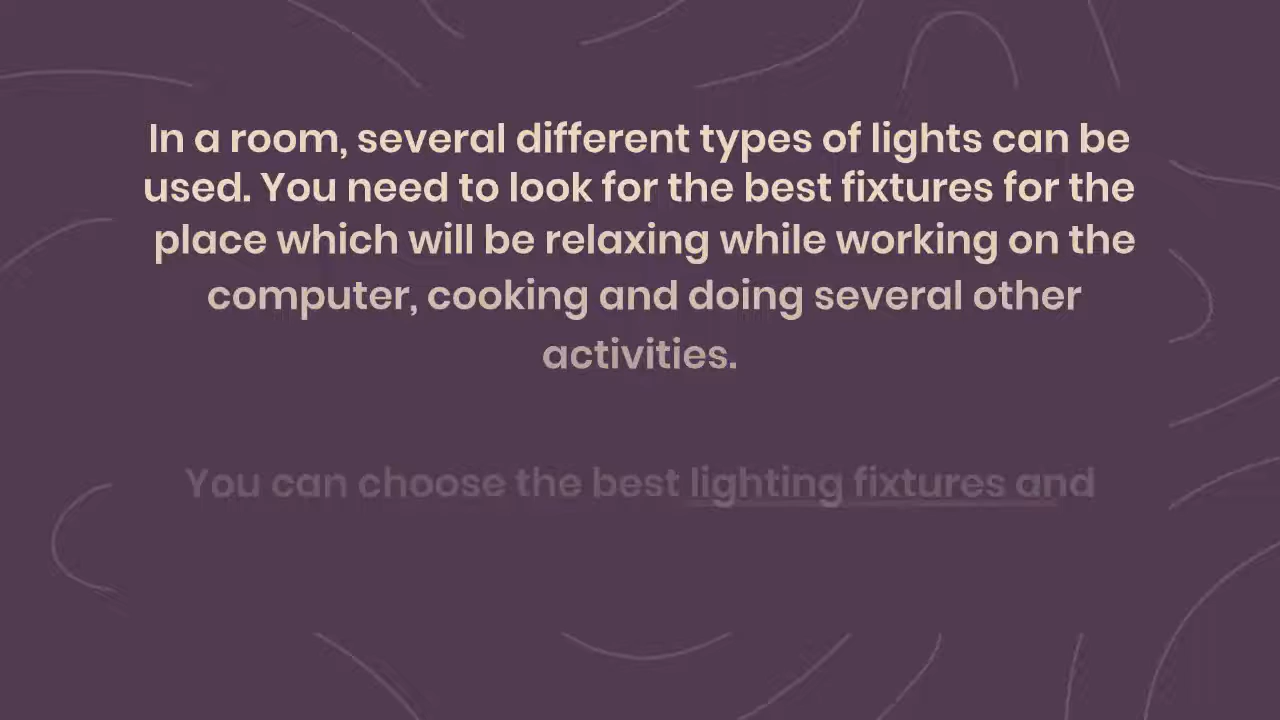 In a room, several different types of lights can be
used. You need to look for the best fixtures for the
place which will be relaxing while working on the
computer, cooking and doing several other
activities.
You can choose the best lighting fixtures and